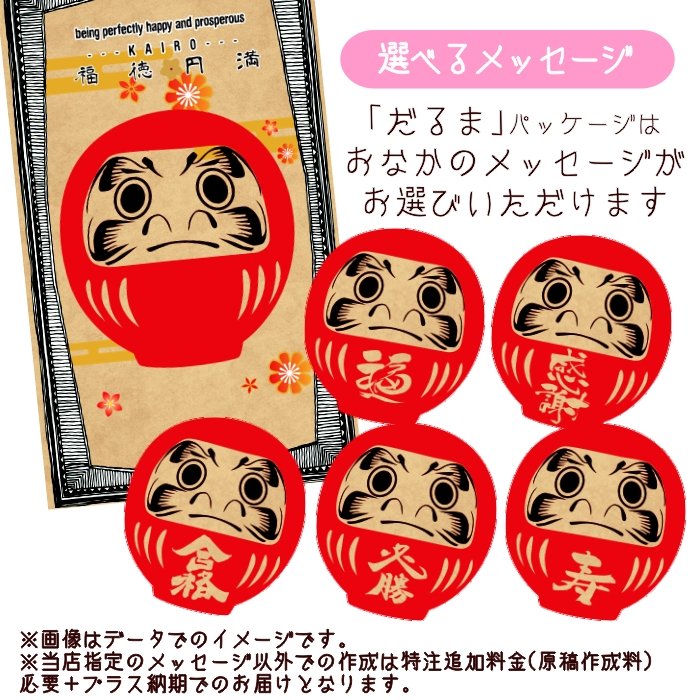 being perfectly happy and prosperous
---KAIRO---
福徳円満
選べるメッセージ
「だるま」パッケージは
おなかのメッセージが
お選びいただけます
福
感謝
合格
必勝
寿
※画像はデータでのイメージです。
※当店指定のメッセージ以外での作成は特注追加料金(原稿作成料)
必要+プラス納期でのお届けとなります。